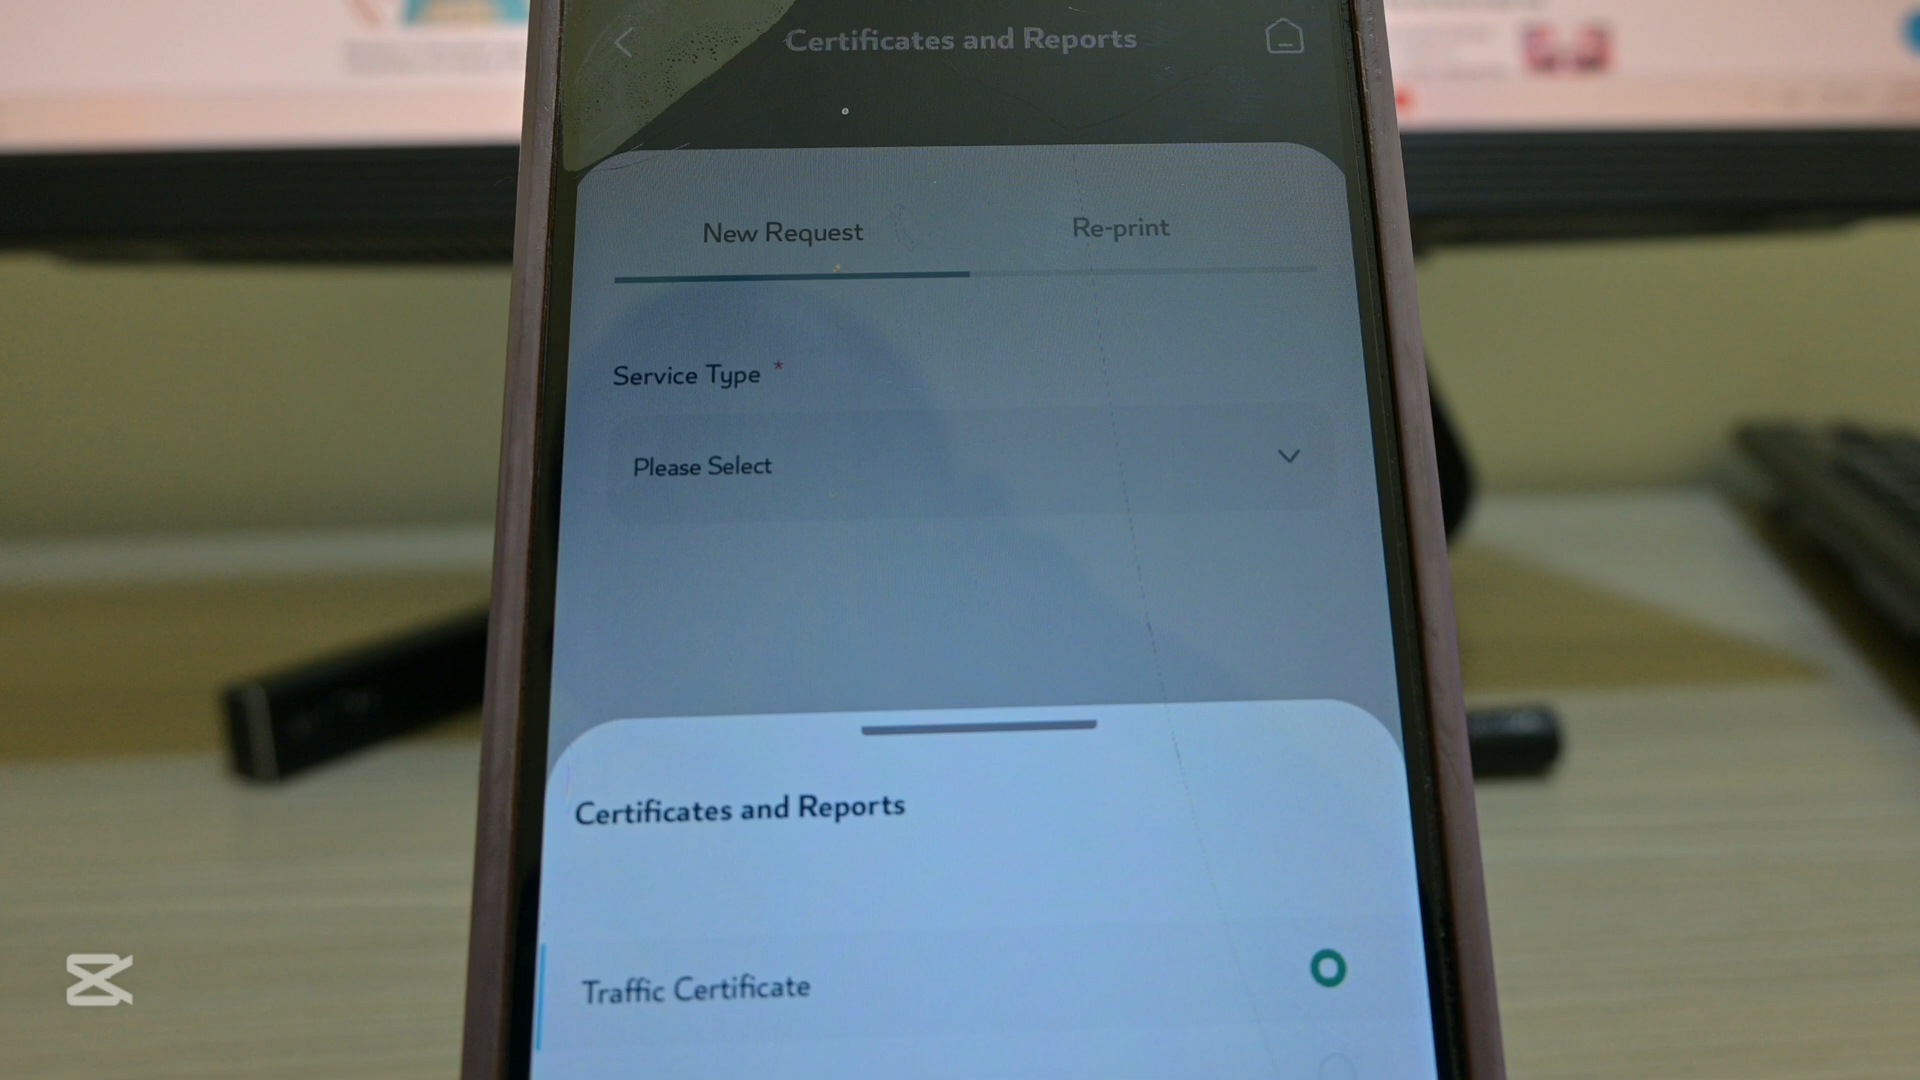 Certificates and Reports
New Request
Re-print
Service Type *
Please Select
Certificates and Reports
Traffic Certificate